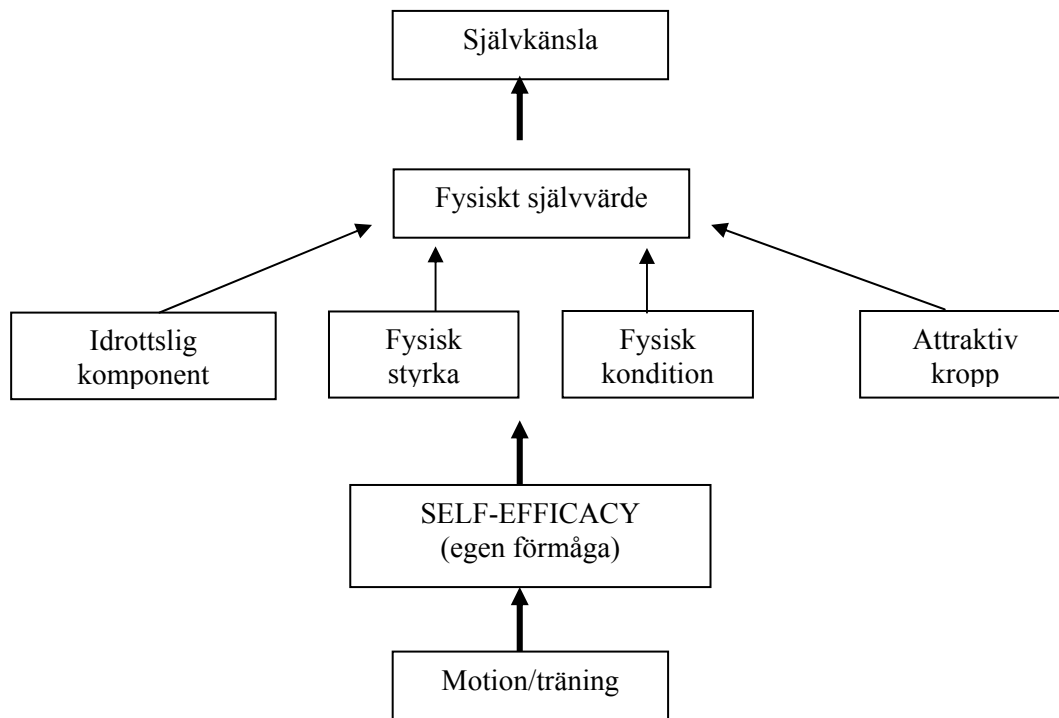 Självkänsla
Fysiskt självvärde
Idrottslig
komponent
Fysisk
styrka
Fysisk
kondition
Attraktiv
kropp
SELF-EFFICACY
(egen förmåga)
Motion/träning